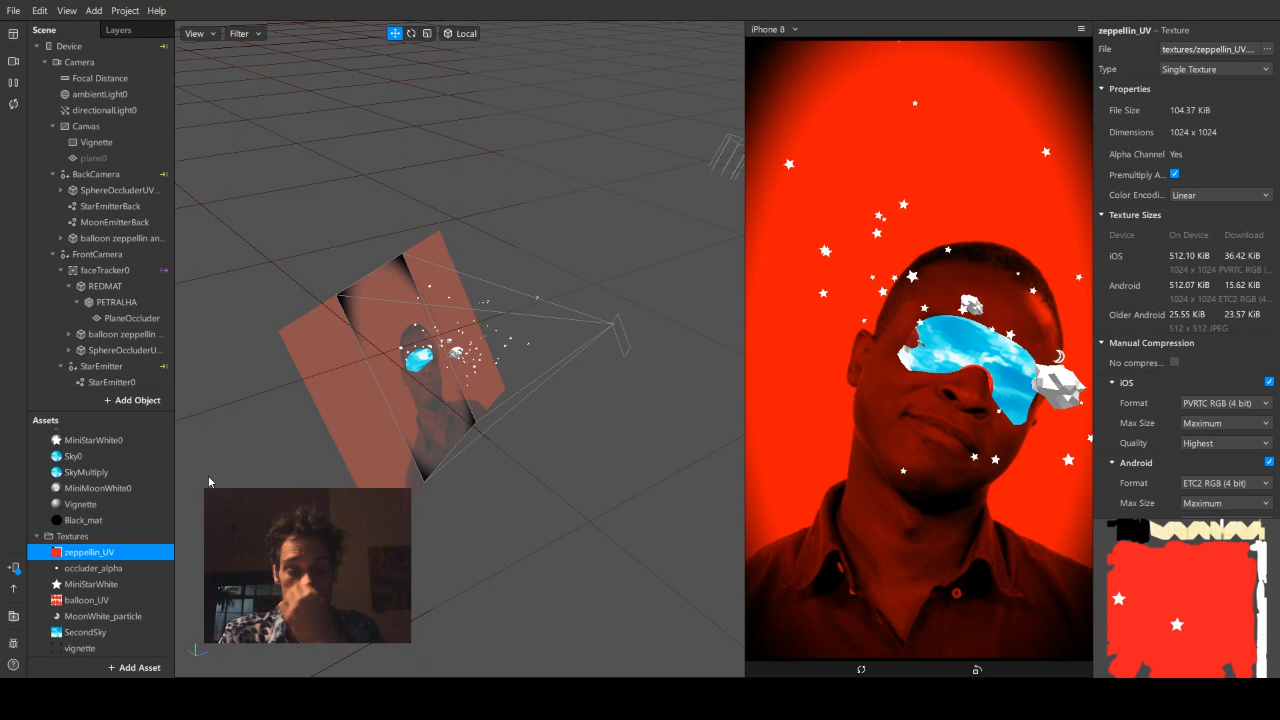 File Edit View Add Project Help
Scene Layers
Device
Camera
Focal Distance
ambientLight0
directionalLight0
Canvas
Vignette
plane0
BackCamera
SphereOccluderUV...
StarEmitterBack
MoonEmitterBack
balloon zeppellin an...
FrontCamera
faceTracker0
REDMAT
PETRALHA
PlaneOccluder
balloon zeppellin ...
SphereOccluderU...
StarEmitter
StarEmitter0
Add Object
Assets
MiniStarWhite0
Sky0
SkyMultiply
MiniMoonWhite0
Vignette
Black_mat
Textures
zeppellin_UV
occluder_alpha
MiniStarWhite
balloon_UV
MoonWhite_particle
SecondSky
vignette
Add Asset
View Filter Local
iPhone 8
zeppellin_UV – Texture
File textures/zeppellin_UV....
Type Single Texture
Properties
File Size 104.37 KiB
Dimensions 1024 x 1024
Alpha Channel Yes
Premultiply A...
Color Encodi... Linear
Texture Sizes
Device On Device Download
iOS 512.10 KiB 36.42 KiB
1024 x 1024 PVRTC RGB (...
Android 512.07 KiB 15.62 KiB
1024 x 1024 ETC2 RGB (4...
Older Android 25.55 KiB 23.57 KiB
512 x 512 JPEG
Manual Compression
No compres...
iOS
Format PVRTC RGB (4 bit)
Max Size Maximum
Quality Highest
Android
Format ETC2 RGB (4 bit)
Max Size Maximum